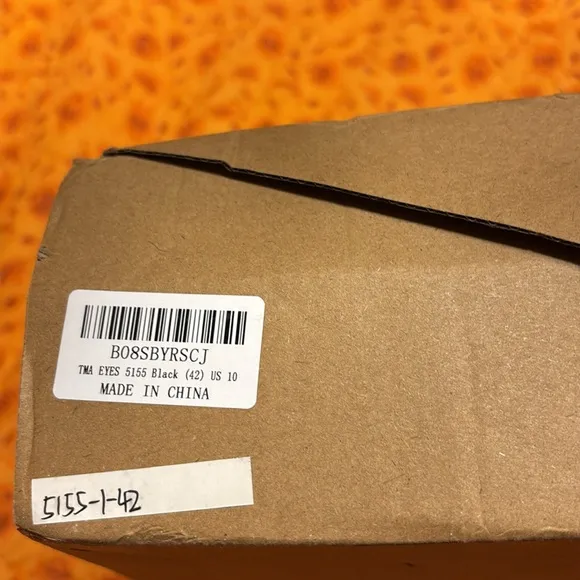 B08SBYRSCJ
TMA EYES 5155 Black (42) US 10
MADE IN CHINA
5155-1-42